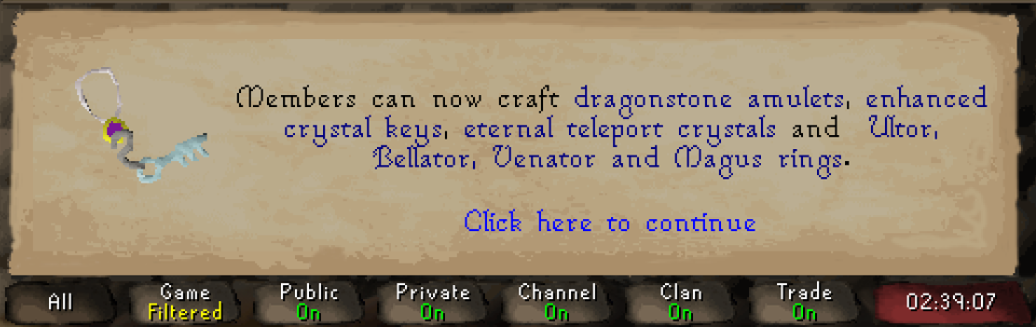 Members can now craft dragonstone amulets, enhanced
crystal keys, eternal teleport crystals and Ultor,
Bellator, Venator and Magus rings.
Click here to continue
All
Game
Filtered
Public
On
Private
On
Channel
On
Clan
On
Trade
On
02:39:07